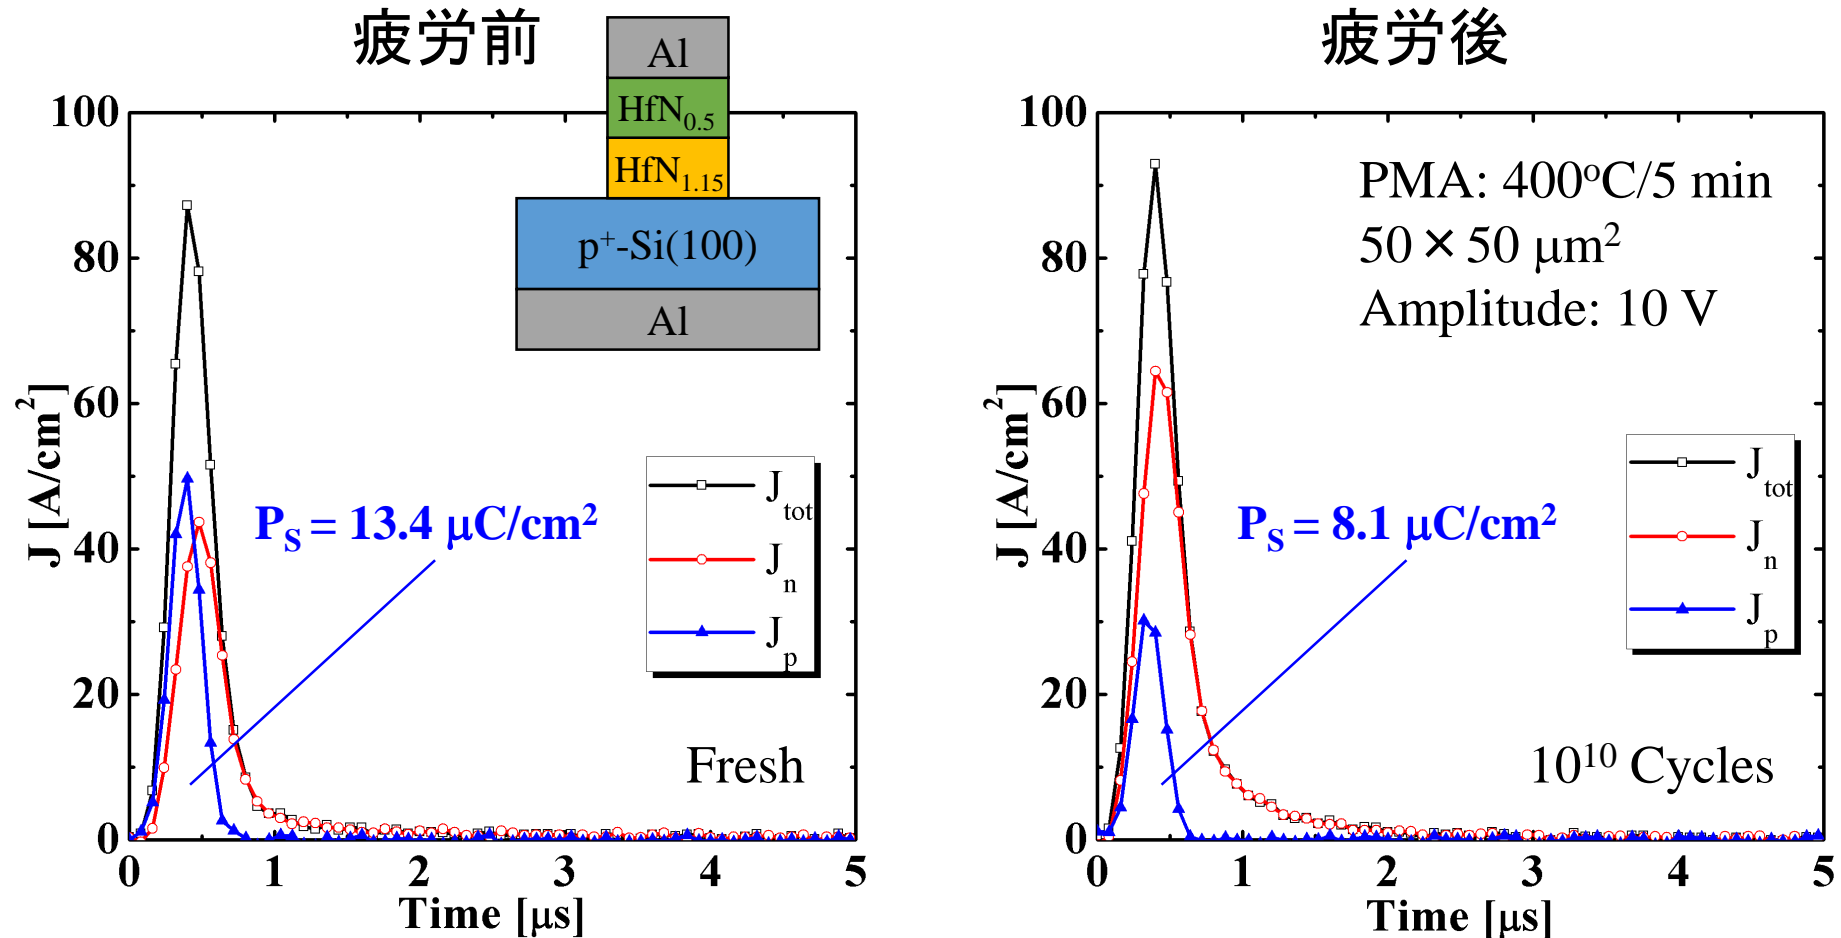 疲労前
Al
HfN0.5
HfN1.15
p+-Si(100)
Al
100
80
60
40
20
0
J [A/cm2]
PS = 13.4 μC/cm2
Jtot
Jn
Jp
Fresh
0 1 2 3 4 5
Time [μs]
疲労後
100
80
60
40
20
0
J [A/cm2]
PMA: 400oC/5 min
50×50 μm2
Amplitude: 10 V
PS = 8.1 μC/cm2
Jtot
Jn
Jp
1010 Cycles
0 1 2 3 4 5
Time [μs]